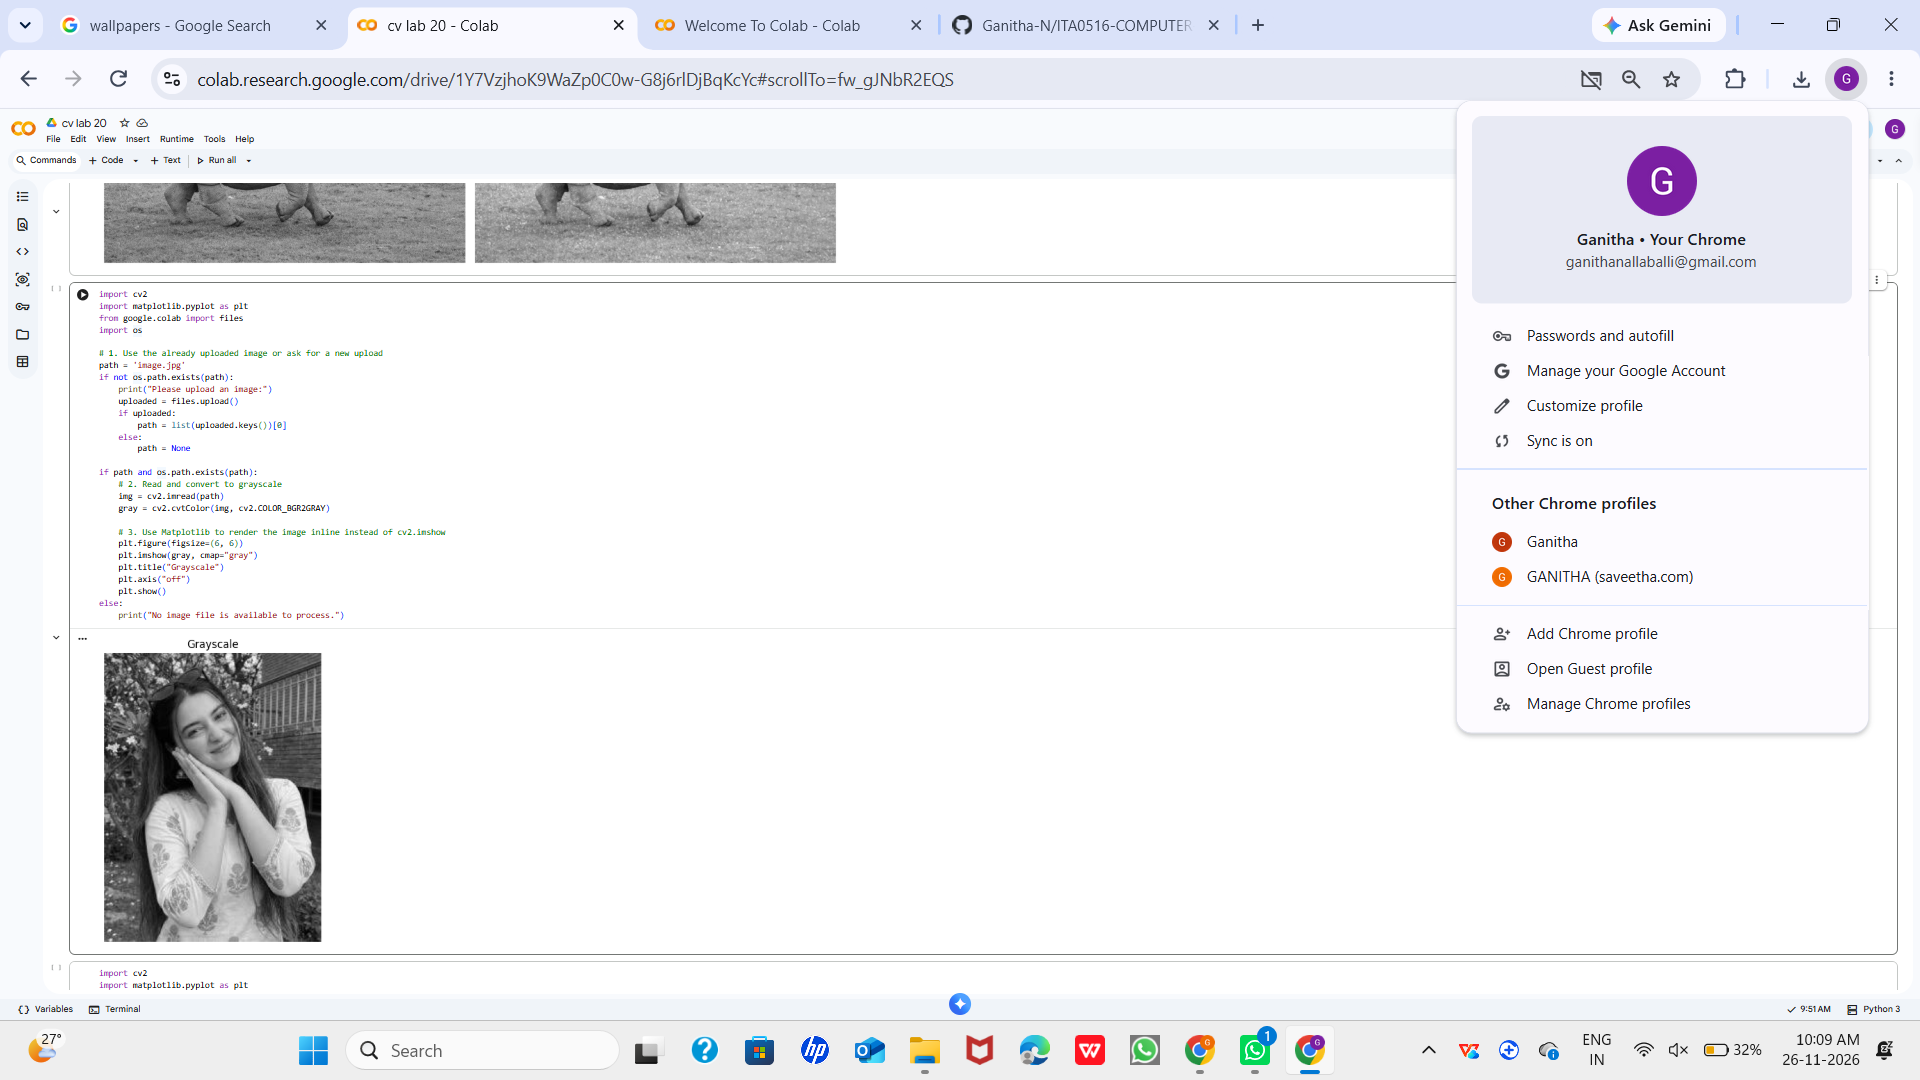 wallpapers - Google Search
cv lab 20 - Colab
Welcome To Colab - Colab
Ganitha-N/ITA0516-COMPUTER
Ask Gemini
colab.research.google.com/drive/1Y7VzjhoK9WaZp0C0w-G8j6rlDjBqKcYc#scrollTo=fw_gJNbR2EQS
G
cv lab 20
File Edit View Insert Runtime Tools Help
G
Commands + Code + Text Run all
import cv2
import matplotlib.pyplot as plt
from google.colab import files
import os
# 1. Use the already uploaded image or ask for a new upload
path = 'image.jpg'
if not os.path.exists(path):
print("Please upload an image:")
uploaded = files.upload()
if uploaded:
path = list(uploaded.keys())[0]
else:
path = None
if path and os.path.exists(path):
# 2. Read and convert to grayscale
img = cv2.imread(path)
gray = cv2.cvtColor(img, cv2.COLOR_BGR2GRAY)
# 3. Use Matplotlib to render the image inline instead of cv2.imshow
plt.figure(figsize=(6, 6))
plt.imshow(gray, cmap="gray")
plt.title("Grayscale")
plt.axis("off")
plt.show()
else:
print("No image file is available to process.")
Grayscale
import cv2
import matplotlib.pyplot as plt
G
Ganitha • Your Chrome
ganithanallaballi@gmail.com
Passwords and autofill
Manage your Google Account
Customize profile
Sync is on
Other Chrome profiles
G Ganitha
G GANITHA (saveetha.com)
Add Chrome profile
Open Guest profile
Manage Chrome profiles
Variables Terminal
9:51AM Python 3
27°
Search
hp
1
ENG
IN
32%
10:09 AM
26-11-2026